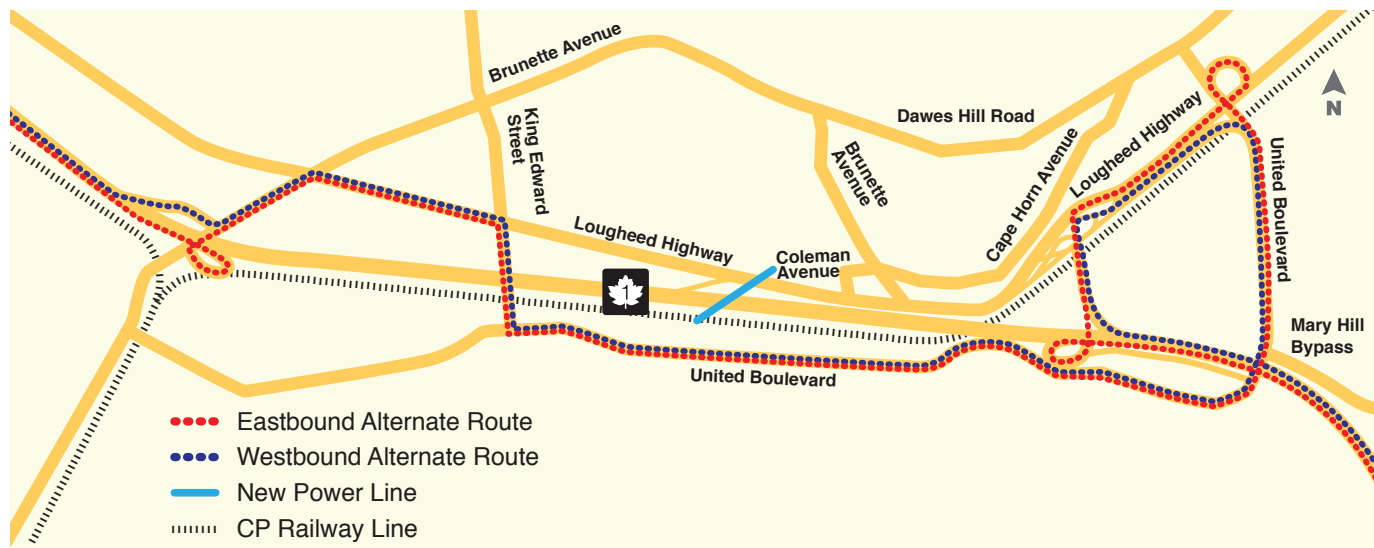 Brunette Avenue
King Edward
Street
Dawes Hill Road
Brunette
Avenue
Cape Horn Avenue
Lougheed Highway
N
United Boulevard
Lougheed Highway
Coleman
Avenue
1
Mary Hill
Bypass
United Boulevard
Eastbound Alternate Route
Westbound Alternate Route
New Power Line
CP Railway Line